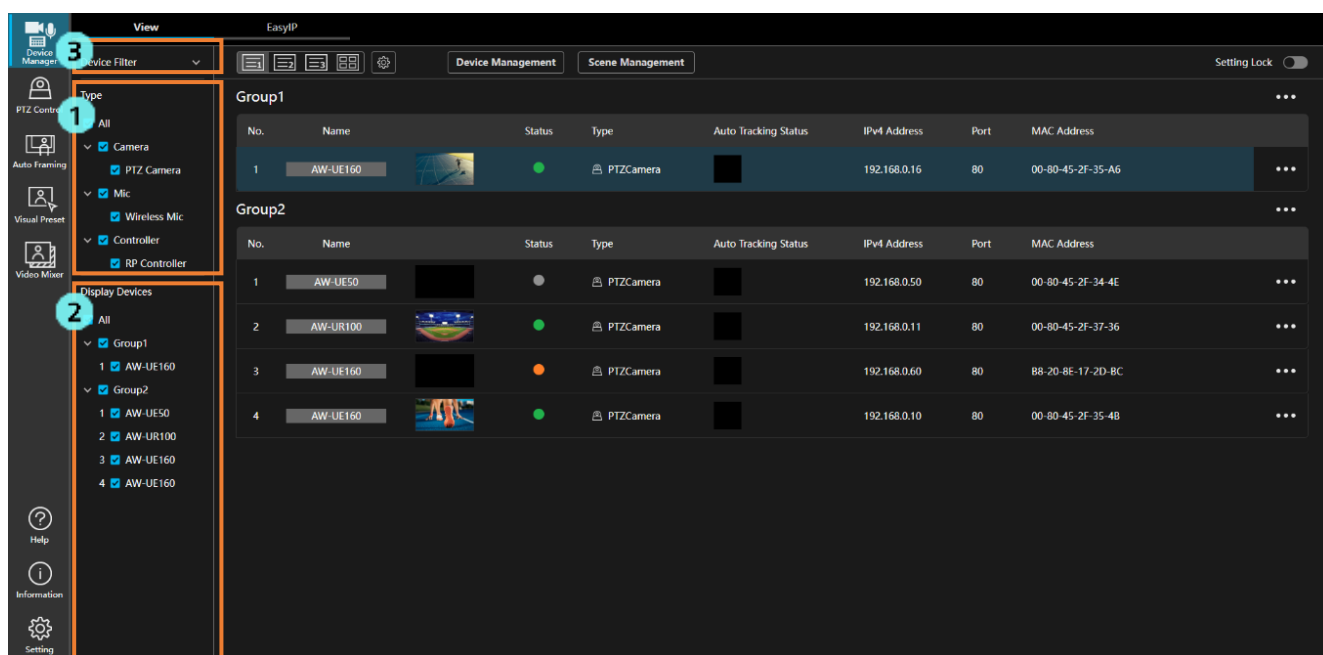 View EasyIP
Device Manager
PTZ Control
Auto Framing
Visual Preset
Video Mixer
Help
Information
Setting
3
Device Filter
1
Type
All
Camera
PTZ Camera
Mic
Wireless Mic
Controller
RP Controller
2
Display Devices
All
Group1
1 AW-UE160
Group2
1 AW-UE50
2 AW-UR100
3 AW-UE160
4 AW-UE160
1 2 3 Device Management Scene Management Setting Lock
Group1 •••
No. Name Status Type Auto Tracking Status IPv4 Address Port MAC Address
1 AW-UE160 PTZCamera 192.168.0.16 80 00-80-45-2F-35-A6 •••
Group2 •••
No. Name Status Type Auto Tracking Status IPv4 Address Port MAC Address
1 AW-UE50 PTZCamera 192.168.0.50 80 00-80-45-2F-34-4E •••
2 AW-UR100 PTZCamera 192.168.0.11 80 00-80-45-2F-37-36 •••
3 AW-UE160 PTZCamera 192.168.0.60 80 B8-20-8E-17-2D-BC •••
4 AW-UE160 PTZCamera 192.168.0.10 80 00-80-45-2F-35-4B •••